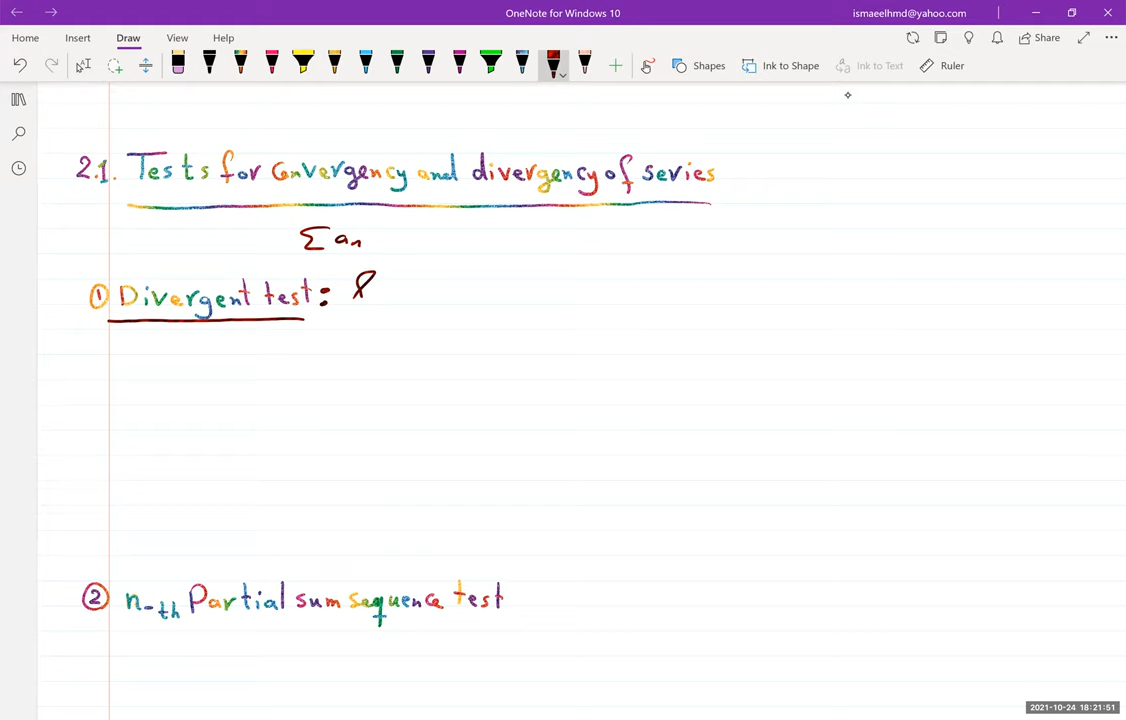 OneNote for Windows 10
ismaeelhmd@yahoo.com
Home Insert Draw View Help
Share
Shapes Ink to Shape Ink to Text Ruler
2.1. Tests for Convergency and divergency of series
Σ an
① Divergent test:
② n-th Partial sum sequence test
2021-10-24 18:21:51